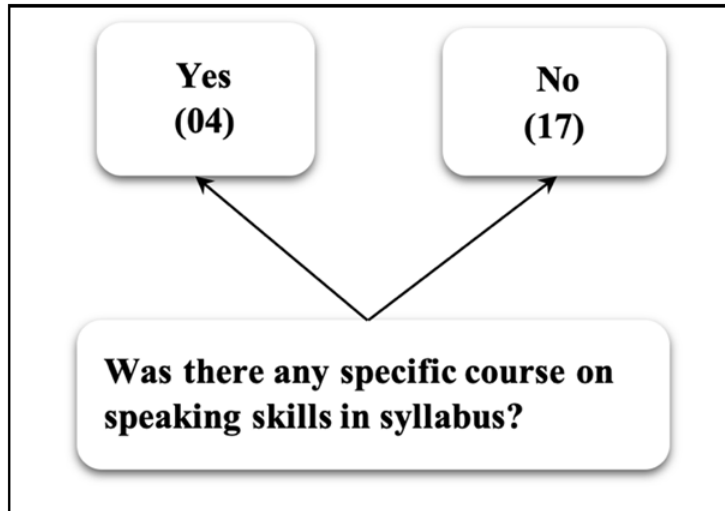 Yes
(04)
No
(17)
Was there any specific course on
speaking skills in syllabus?